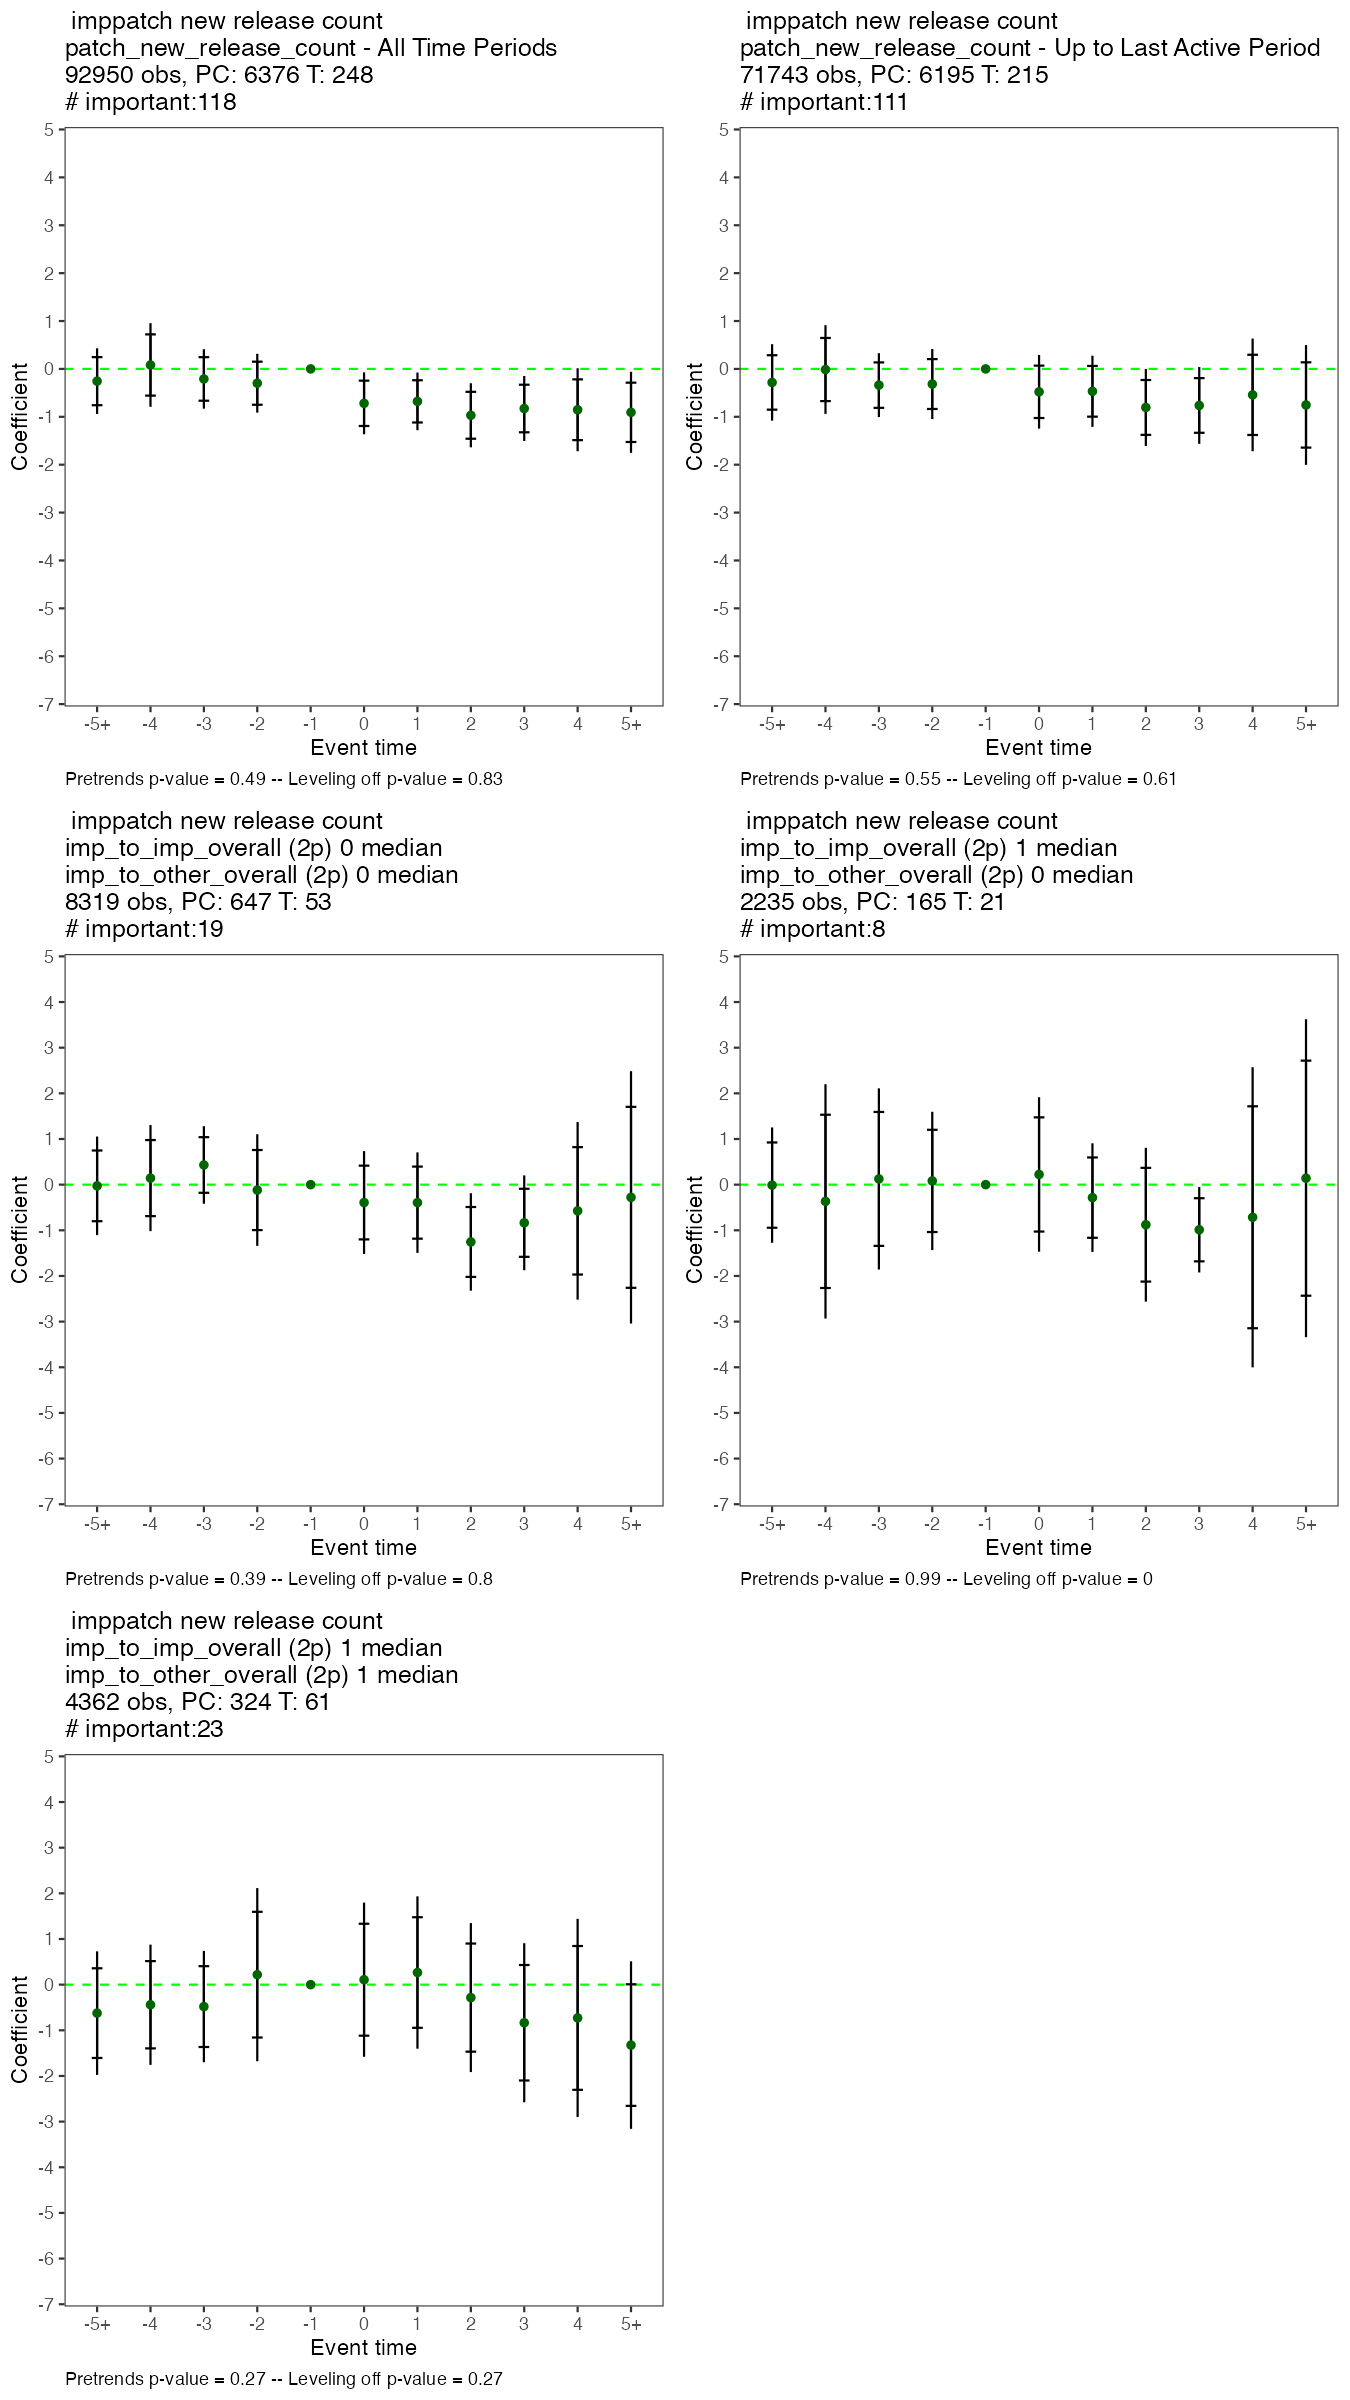 imppatch new release count
patch_new_release_count - All Time Periods
92950 obs, PC: 6376 T: 248
# important:118
5
4
3
2
1
0
-1
-2
-3
-4
-5
-6
-7
Coefficient
-5+ -4 -3 -2 -1 0 1 2 3 4 5+
Event time
Pretrends p-value = 0.49 -- Leveling off p-value = 0.83
imppatch new release count
patch_new_release_count - Up to Last Active Period
71743 obs, PC: 6195 T: 215
# important:111
5
4
3
2
1
0
-1
-2
-3
-4
-5
-6
-7
Coefficient
-5+ -4 -3 -2 -1 0 1 2 3 4 5+
Event time
Pretrends p-value = 0.55 -- Leveling off p-value = 0.61
imppatch new release count
imp_to_imp_overall (2p) 0 median
imp_to_other_overall (2p) 0 median
8319 obs, PC: 647 T: 53
# important:19
5
4
3
2
1
0
-1
-2
-3
-4
-5
-6
-7
Coefficient
-5+ -4 -3 -2 -1 0 1 2 3 4 5+
Event time
Pretrends p-value = 0.39 -- Leveling off p-value = 0.8
imppatch new release count
imp_to_imp_overall (2p) 1 median
imp_to_other_overall (2p) 0 median
2235 obs, PC: 165 T: 21
# important:8
5
4
3
2
1
0
-1
-2
-3
-4
-5
-6
-7
Coefficient
-5+ -4 -3 -2 -1 0 1 2 3 4 5+
Event time
Pretrends p-value = 0.99 -- Leveling off p-value = 0
imppatch new release count
imp_to_imp_overall (2p) 1 median
imp_to_other_overall (2p) 1 median
4362 obs, PC: 324 T: 61
# important:23
5
4
3
2
1
0
-1
-2
-3
-4
-5
-6
-7
Coefficient
-5+ -4 -3 -2 -1 0 1 2 3 4 5+
Event time
Pretrends p-value = 0.27 -- Leveling off p-value = 0.27